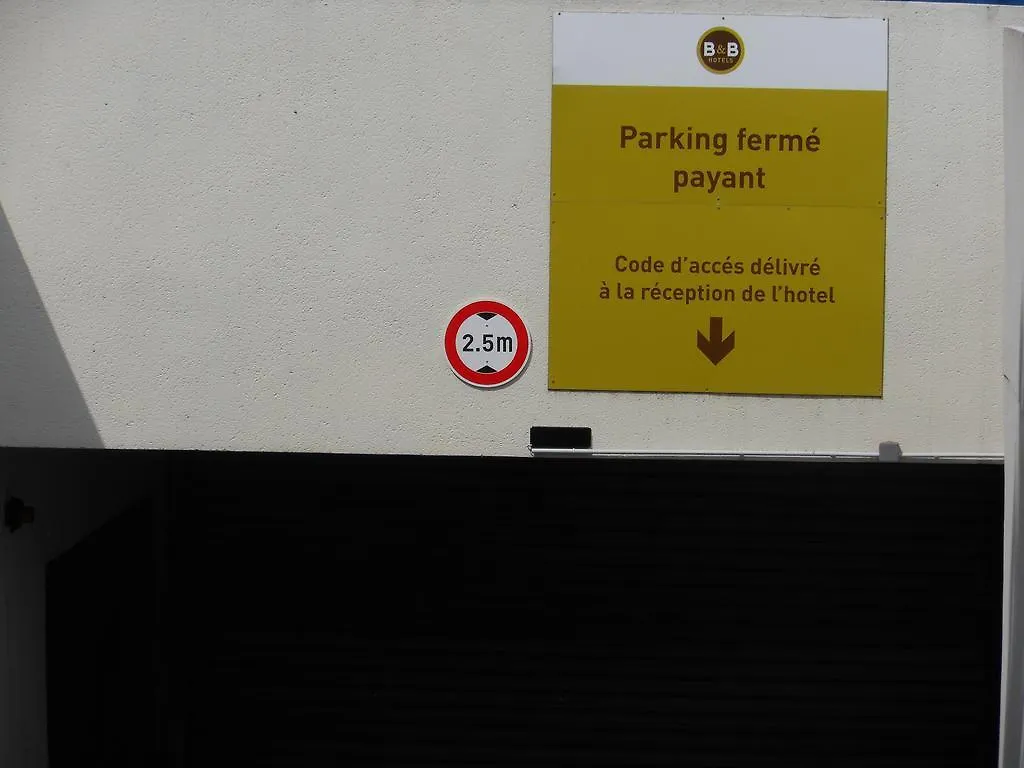 B&B
HOTELS
Parking fermé
payant
Code d'accés délivré
à la réception de l'hotel
2.5m